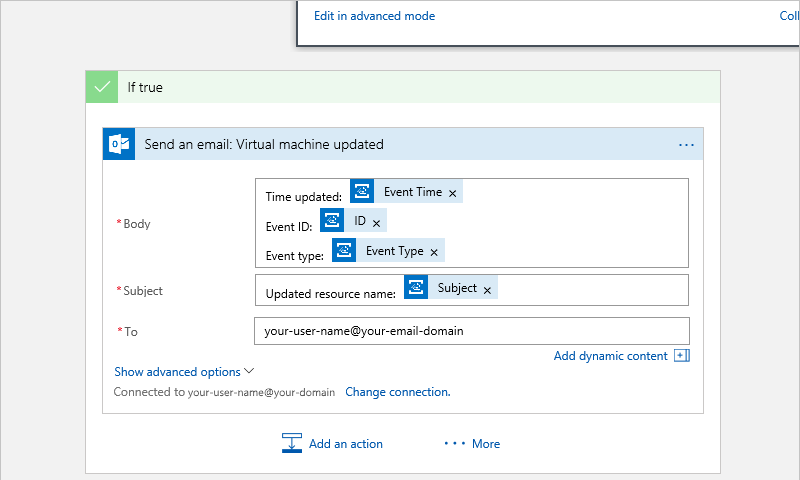 Edit in advanced mode
Coll
If true
Send an email: Virtual machine updated
*Body
Time updated: Event Time ×
Event ID: ID ×
Event type: Event Type ×
*Subject
Updated resource name: Subject ×
*To
your-user-name@your-email-domain
Add dynamic content
Show advanced options
Connected to your-user-name@your-domain Change connection.
Add an action
••• More